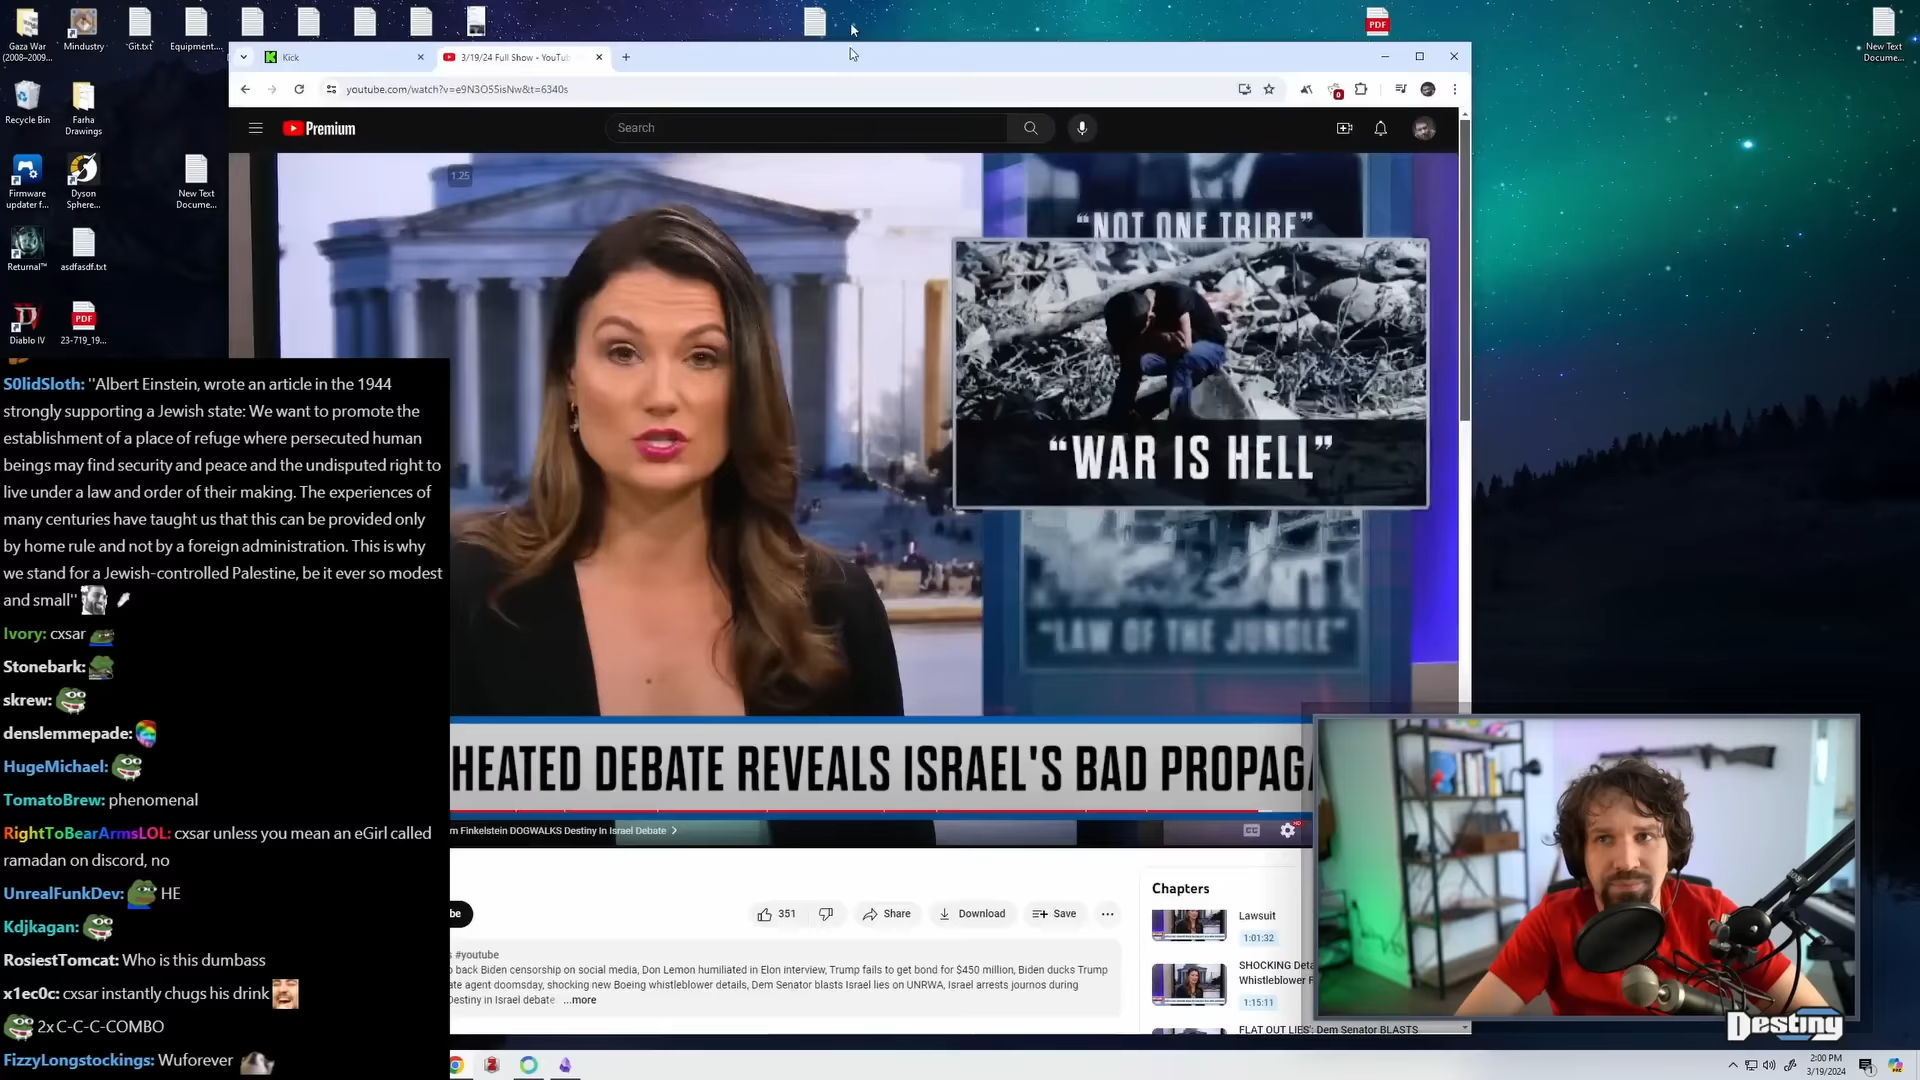 Gaza War
(2008–2009...
Mindustry
Git.txt
Equipment....
PDF
New Text
Docume...
Kick
3/19/24 Full Show - YouTub
youtube.com/watch?v=e9N3O55isNw&t=6340s
0
Recycle Bin
Farha
Drawings
Premium
Search
Firmware
updater f...
Dyson
Sphere...
New Text
Docume...
1.25
"NOT ONE TRIBE"
Returnal™
asdfasdf.txt
PDF
Diablo IV
23-719_19...
"WAR IS HELL"
"LAW OF THE JUNGLE"
S0lidSloth: "Albert Einstein, wrote an article in the 1944
strongly supporting a Jewish state: We want to promote the
establishment of a place of refuge where persecuted human
beings may find security and peace and the undisputed right to
live under a law and order of their making. The experiences of
many centuries have taught us that this can be provided only
by home rule and not by a foreign administration. This is why
we stand for a Jewish-controlled Palestine, be it ever so modest
and small"
Ivory: cxsar
Stonebark:
skrew:
denslemmepade:
HugeMichael:
TomatoBrew: phenomenal
RightToBearArmsLOL: cxsar unless you mean an eGirl called
ramadan on discord, no
UnrealFunkDev: HE
Kdjkagan:
RosiestTomcat: Who is this dumbass
x1ec0c: cxsar instantly chugs his drink
2x C-C-C-COMBO
FizzyLongstockings: Wuforever
HEATED DEBATE REVEALS ISRAEL'S BAD PROPAGA
m Finkelstein DOGWALKS Destiny In Israel Debate
CC
HD
be
351
Share
Download
Save
s #youtube
o back Biden censorship on social media, Don Lemon humiliated in Elon interview, Trump fails to get bond for $450 million, Biden ducks Trump
ate agent doomsday, shocking new Boeing whistleblower details, Dem Senator blasts Israel lies on UNRWA, Israel arrests journos during
Destiny in Israel debate. ...more
Chapters
Lawsuit
1:01:32
SHOCKING Deta
Whistleblower F
1:15:11
FLAT OUT LIES': Dem Senator BLASTS
Destiny
2:00 PM
3/19/2024
1